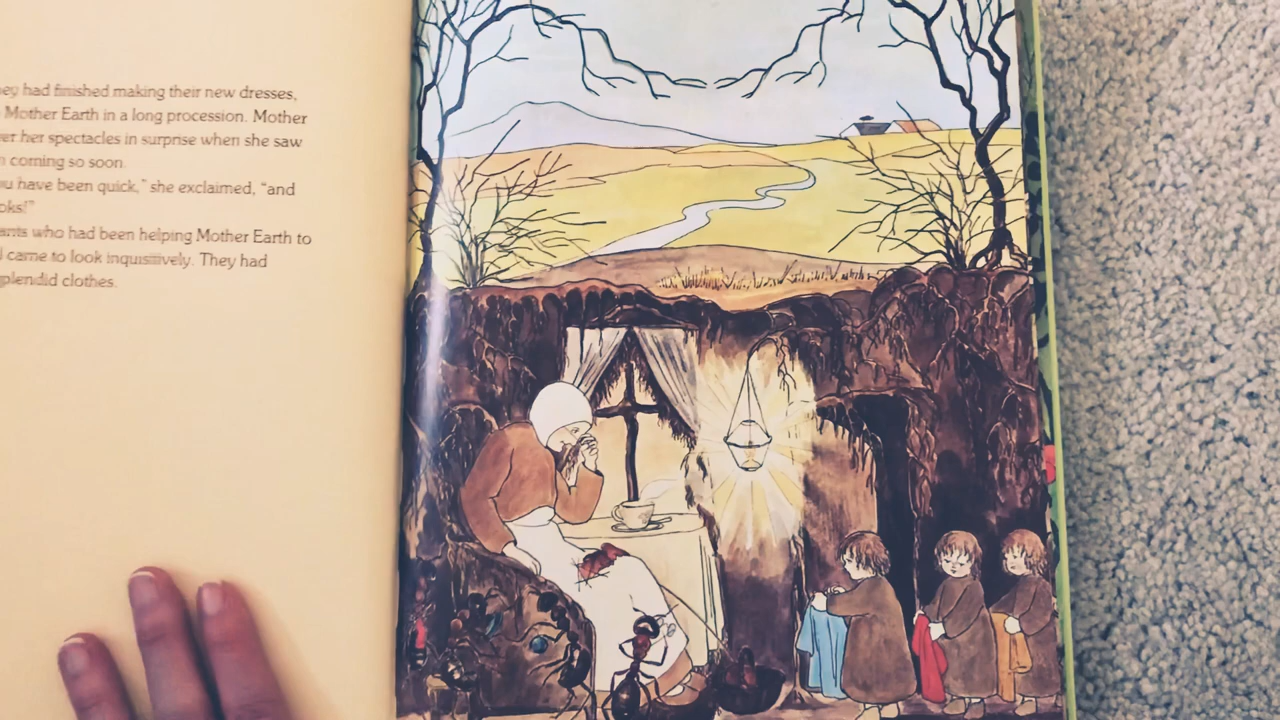 ey had finished making their new dresses,
Mother Earth in a long procession. Mother
er her spectacles in surprise when she saw
coming so soon.
u have been quick," she exclaimed, "and
oks!"
ants who had been helping Mother Earth to
came to look inquisitively. They had
splendid clothes.